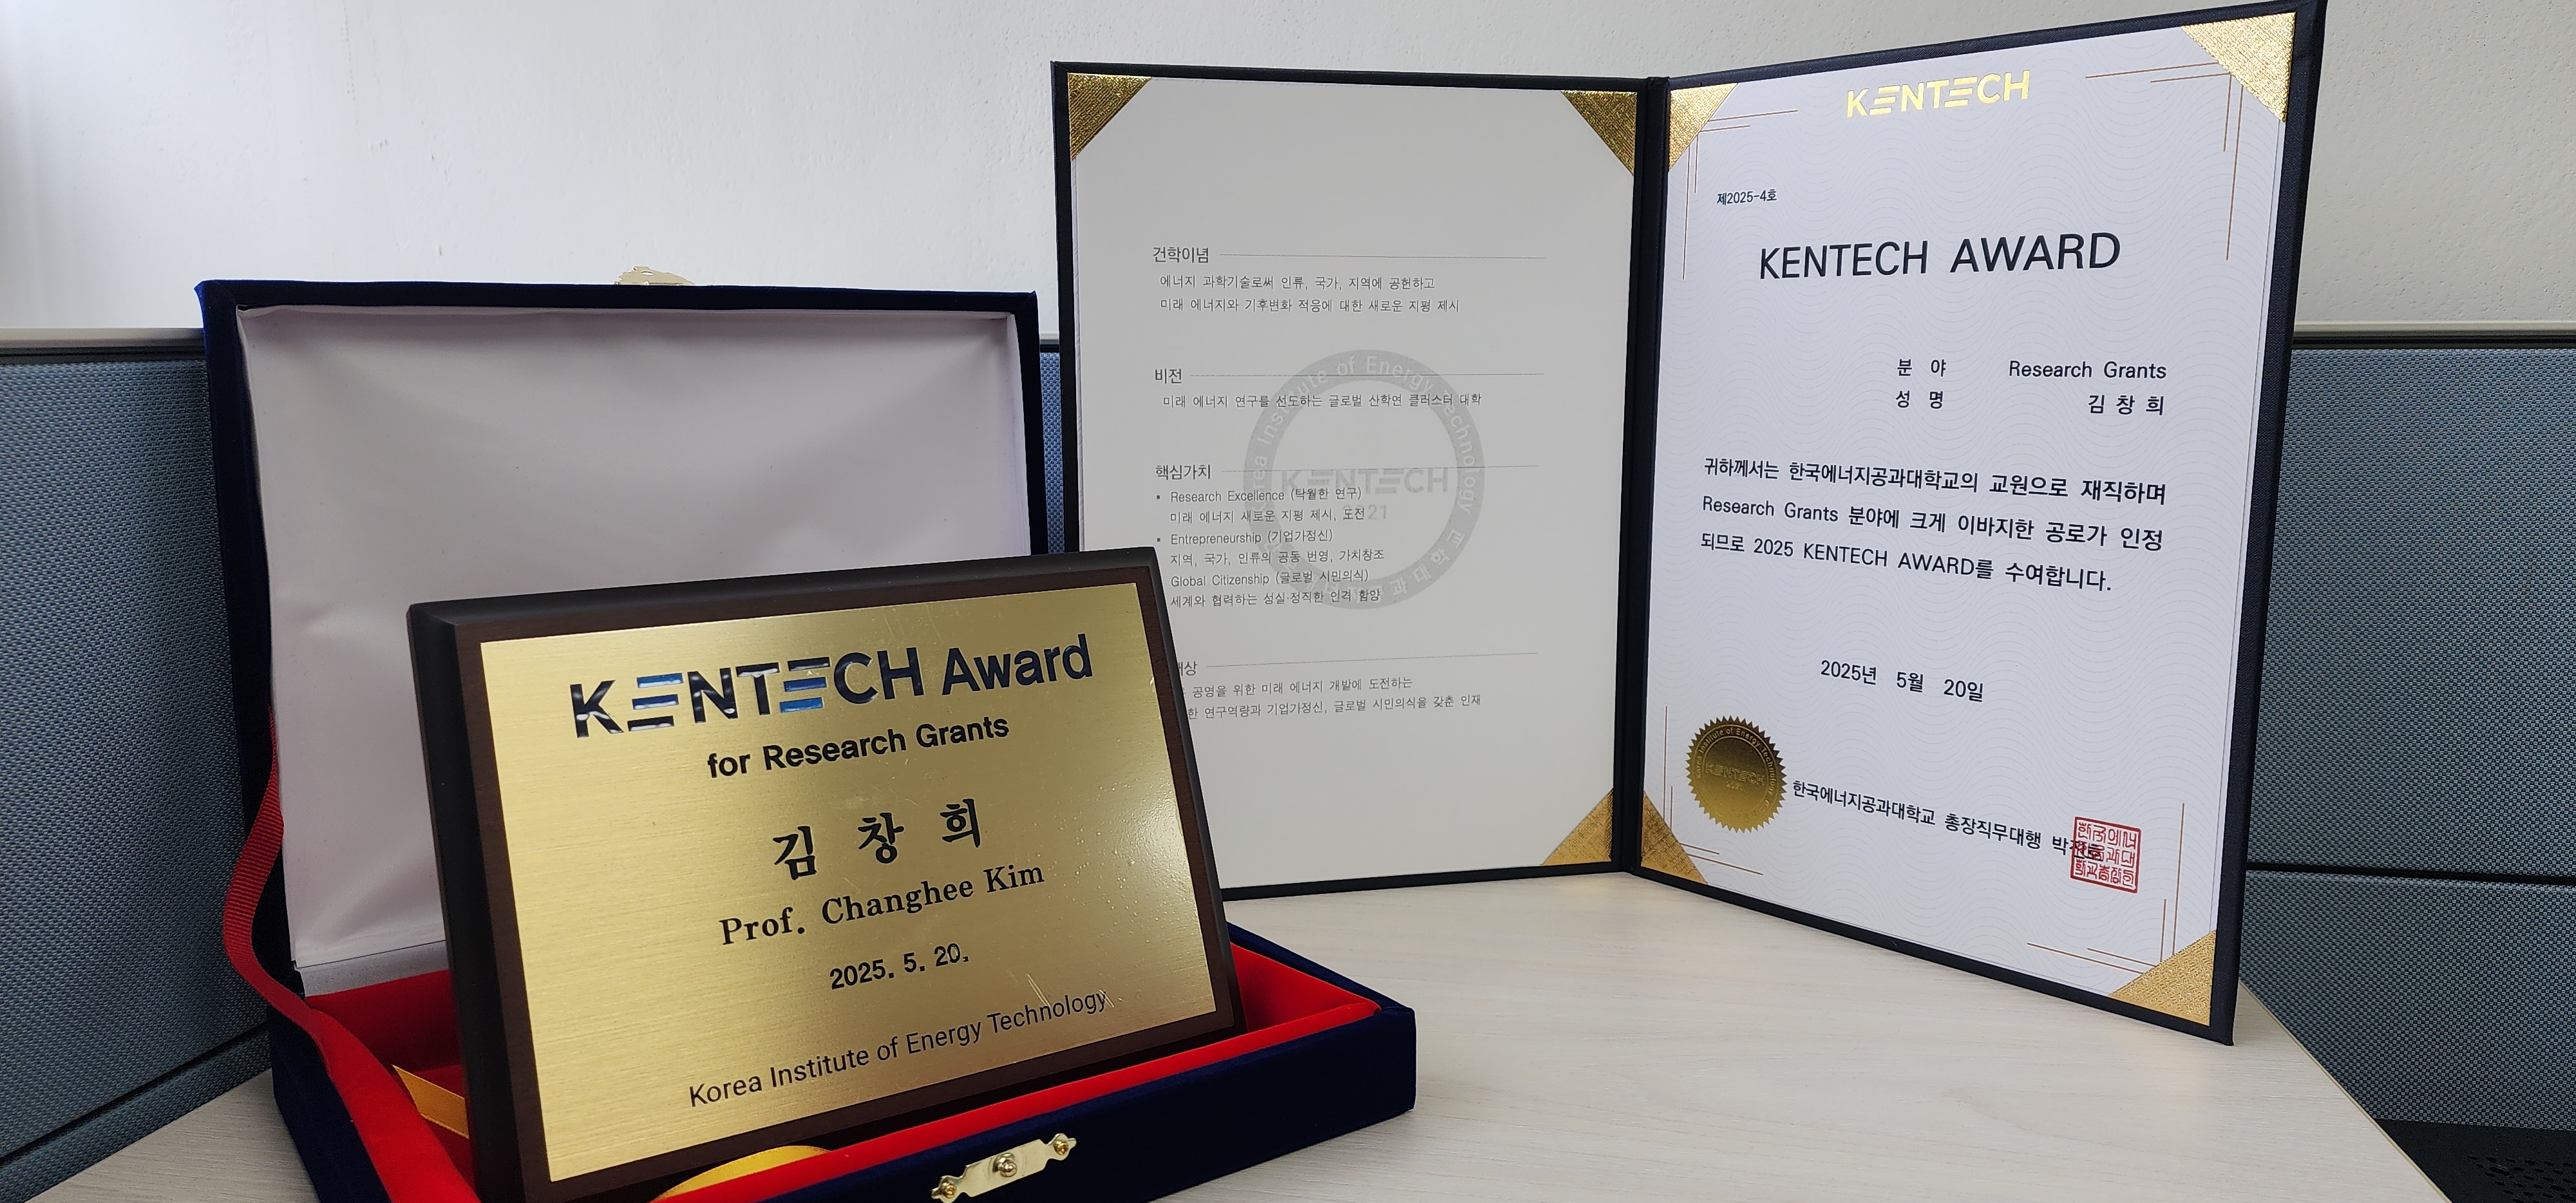 KENTECH Award
for Research Grants
김 창 희
Prof. Changhee Kim
2025. 5. 20.
Korea Institute of Energy Technology
건학이념
에너지 과학기술로써 인류, 국가, 지역에 공헌하고
미래 에너지와 기후변화 적응에 대한 새로운 지평 제시
비전
미래 에너지 연구를 선도하는 글로벌 산학연 클러스터 대학
핵심가치
• Research Excellence (탁월한 연구)
미래 에너지 새로운 지평 제시, 도전
• Entrepreneurship (기업가정신)
지역, 국가, 인류의 공동 번영, 가치창조
Global Citizenship (글로벌 시민의식)
세계와 협력하는 성실·정직한 인격 함양
공영을 위한 미래 에너지 개발에 도전하는
연구역량과 기업가정신, 글로벌 시민의식을 갖춘 인재
Korea Institute of Energy Technology
KENTECH
KENTECH
제2025-4호
KENTECH AWARD
분 야 Research Grants
성 명 김 창 희
귀하께서는 한국에너지공과대학교의 교원으로 재직하며
Research Grants 분야에 크게 이바지한 공로가 인정
되므로 2025 KENTECH AWARD를 수여합니다.
2025년 5월 20일
한국에너지공과대학교 총장직무대행
Korea Institute of Energy Technology
KENTECH